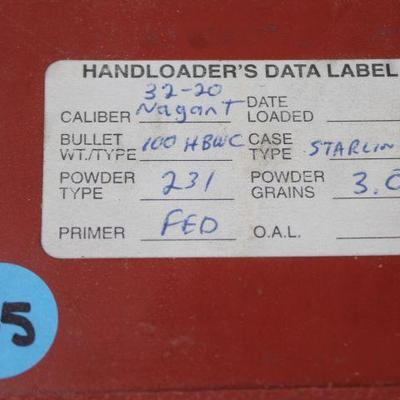 HANDLOADER'S DATA LABEL
32-20
CALIBER Nagant DATE LOADED
BULLET WT./TYPE 100 HBWC CASE TYPE STARLIN
POWDER TYPE 231 POWDER GRAINS 3.0
PRIMER FED O.A.L.
5